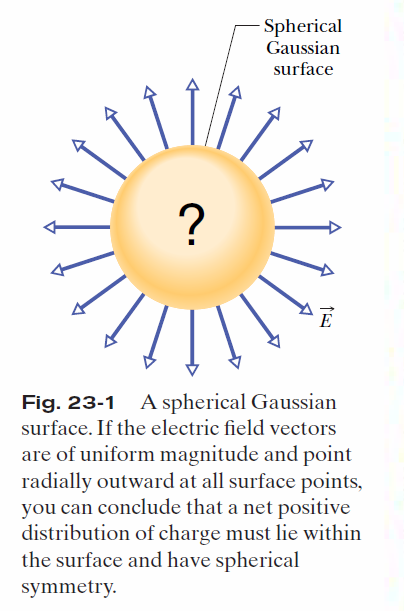 Spherical
Gaussian
surface
?
E
Fig. 23-1 A spherical Gaussian
surface. If the electric field vectors
are of uniform magnitude and point
radially outward at all surface points,
you can conclude that a net positive
distribution of charge must lie within
the surface and have spherical
symmetry.